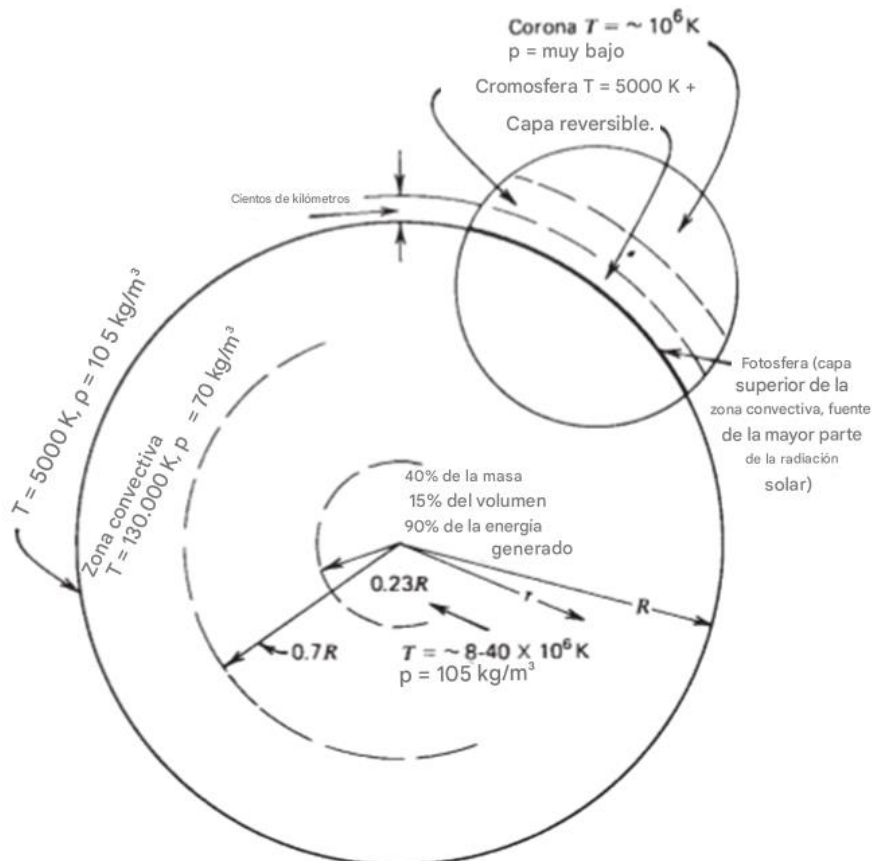 Corona T = ~ 10⁶ K
p = muy bajo
Cromosfera T = 5000 K +
Capa reversible.
Cientos de kilómetros
T = 5000 K, ρ = 10 5 kg/m³
Zona convectiva
T = 130.000 K, p = 70 kg/m³
Fotosfera (capa
superior de la
zona convectiva, fuente
de la mayor parte
de la radiación
solar)
40% de la masa
15% del volumen
90% de la energía
generado
0.23R
r
R
0.7R
T = ~ 8-40 X 10⁶ K
p = 105 kg/m³